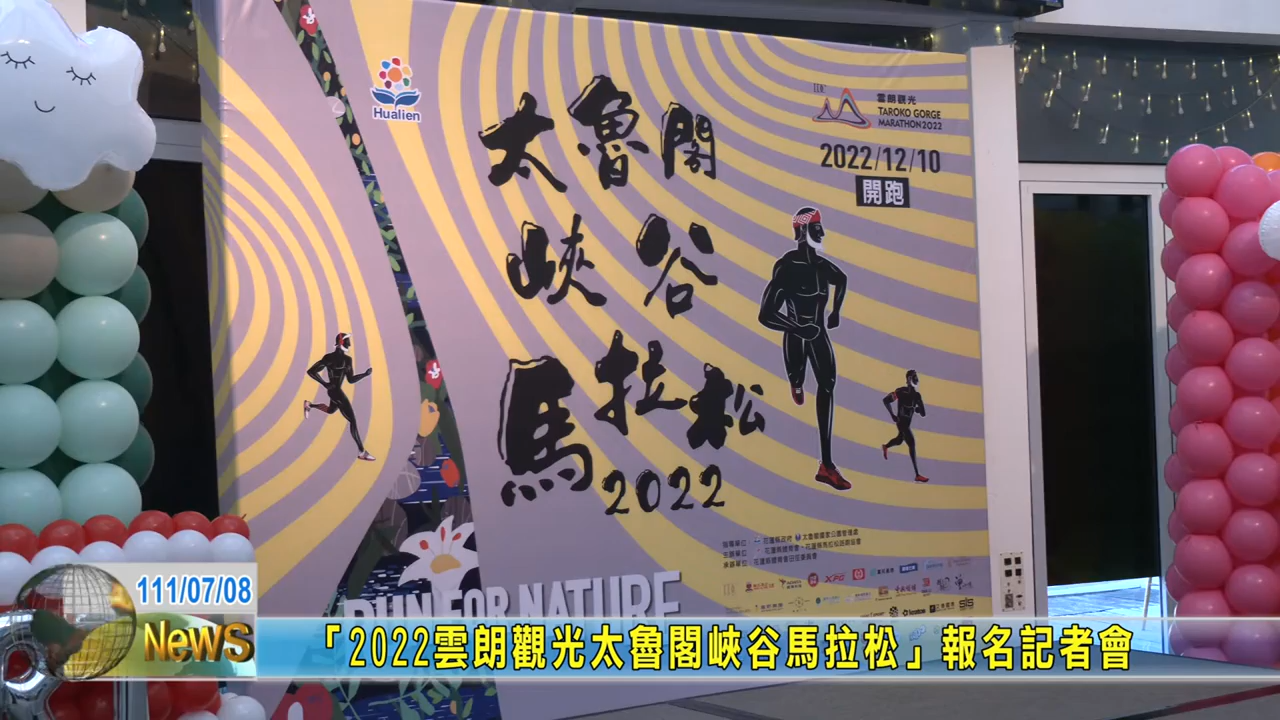 Hualien
太魯閣
峽谷
馬拉松
2022
雲朗觀光
TAROKO GORGE
MARATHON2022
2022/12/10
開跑
RUN FOR NATURE
111/07/08
News
「2022雲朗觀光太魯閣峽谷馬拉松」報名記者會